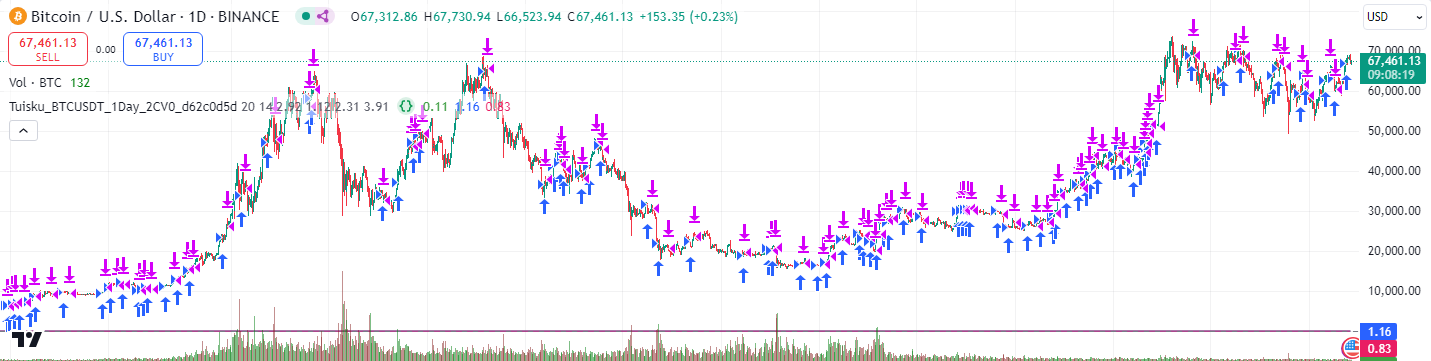 Bitcoin / U.S. Dollar · 1D · BINANCE O67,312.86 H67,730.94 L66,523.94 C67,461.13 +153.35 (+0.23%)
USD
67,461.13 0.00 67,461.13
SELL BUY
Vol · BTC 132
Tuisku_BTCUSDT_1Day_2CV0_d62c0d5d 20 14 2.92 1.12 2.31 3.91 0.11 1.16 0.83
70,000.00
67,461.13
09:08:19
60,000.00
50,000.00
40,000.00
30,000.00
20,000.00
10,000.00
1.16
0.83